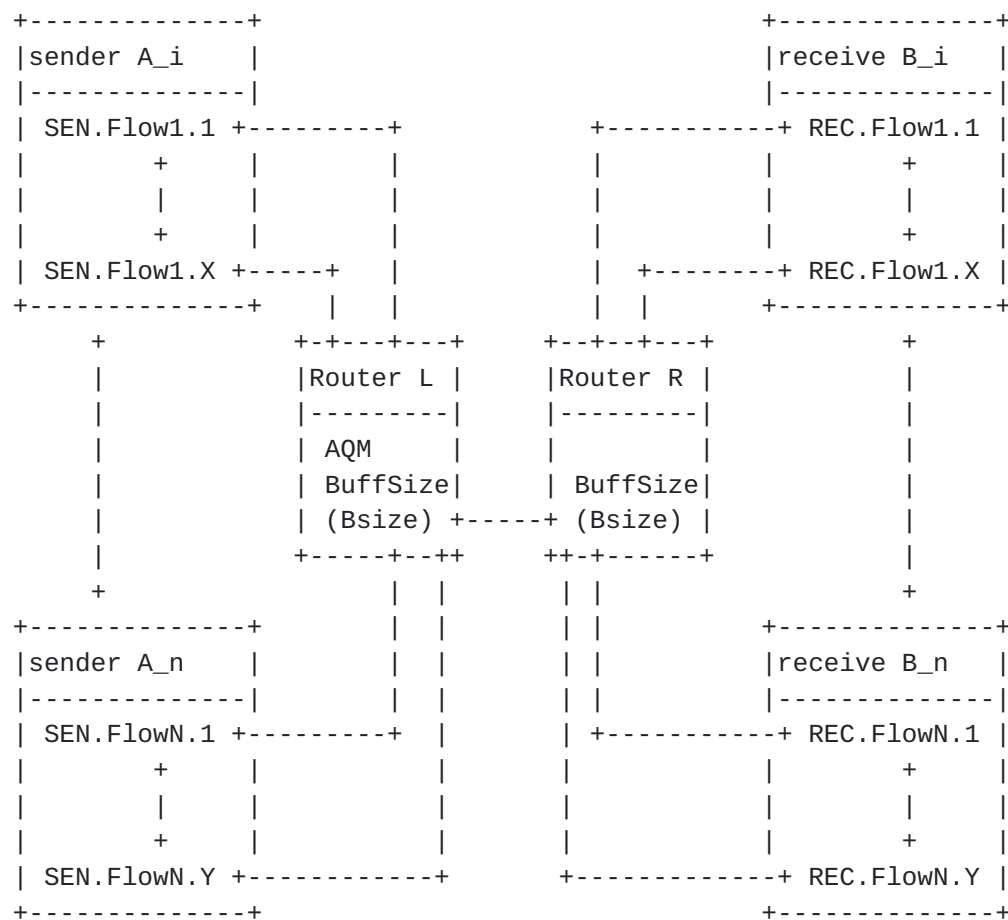 sender A_i receive B_i
SEN.Flow1.1 REC.Flow1.1
SEN.Flow1.X REC.Flow1.X
Router L Router R
AQM
BuffSize BuffSize
(Bsize) (Bsize)
sender A_n receive B_n
SEN.FlowN.1 REC.FlowN.1
SEN.FlowN.Y REC.FlowN.Y